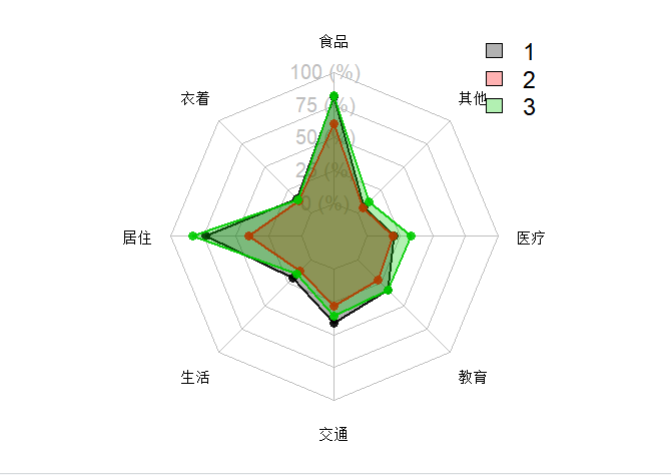 食品
100 (%)
1
衣着
其他
2
75 (%)
3
50 (%)
25 (%)
0 (%)
居住
医疗
生活
教育
交通